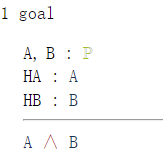 1 goal
A, B : ℙ
HA : A
HB : B
A ∧ B